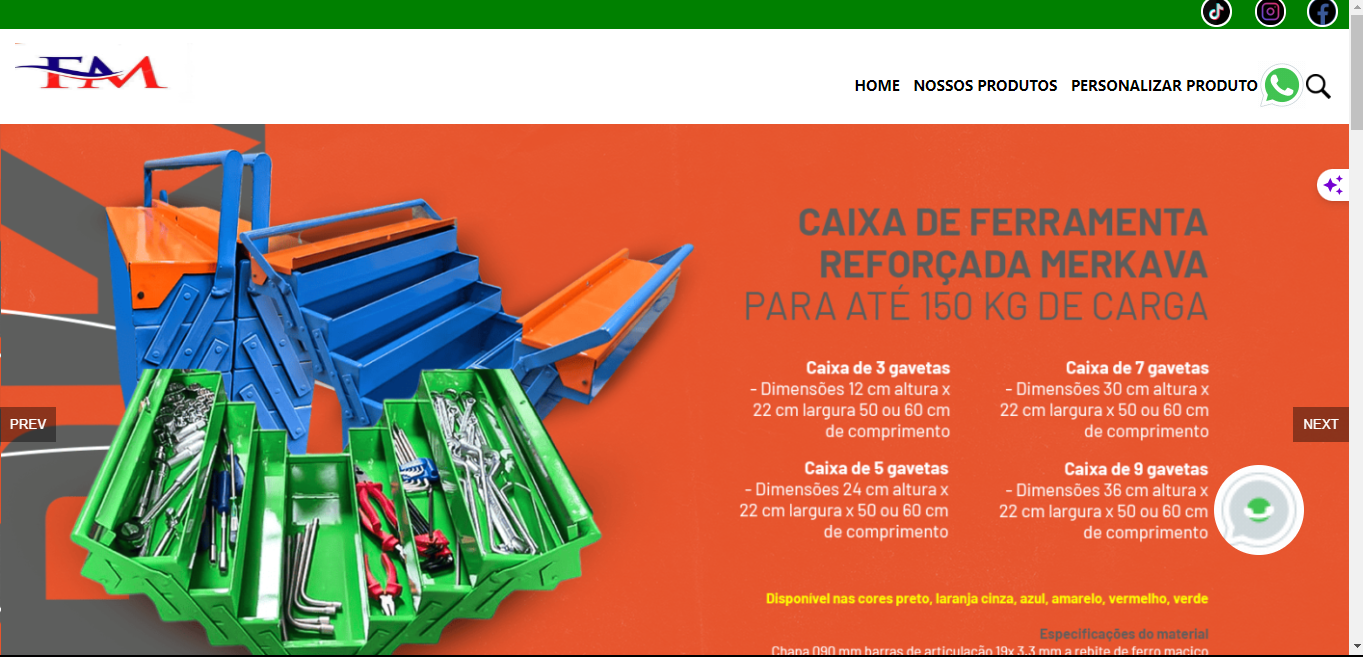 FM
HOME NOSSOS PRODUTOS PERSONALIZAR PRODUTO
CAIXA DE FERRAMENTA
REFORÇADA MERKAVA
PARA ATÉ 150 KG DE CARGA
Caixa de 3 gavetas
- Dimensões 12 cm altura x
22 cm largura 50 ou 60 cm
de comprimento
Caixa de 7 gavetas
- Dimensões 30 cm altura x
22 cm largura x 50 ou 60 cm
de comprimento
PREV
NEXT
Caixa de 5 gavetas
- Dimensões 24 cm altura x
22 cm largura x 50 ou 60 cm
de comprimento
Caixa de 9 gavetas
- Dimensões 36 cm altura x
22 cm largura x 50 ou 60 cm
de comprimento
Disponível nas cores preto, laranja cinza, azul, amarelo, vermelho, verde
Especificações do material
Chapa 090 mm barras de articulação 19x 3,3 mm a rebite de ferro maciço